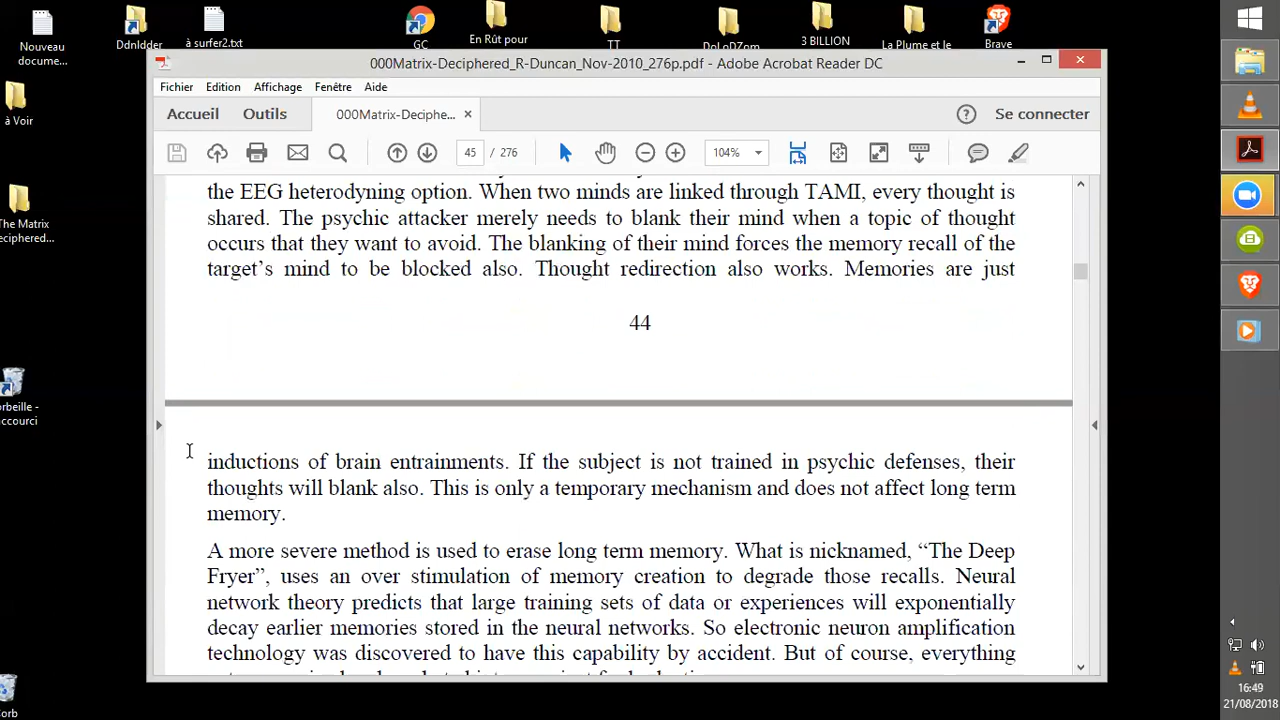 Nouveau
docume...
DdnIdder
à surfer2.txt
GC
En Rût pour
TT
DoLoDZom
3 BILLION
La Plume et le
Brave
à Voir
The Matrix
Deciphered...
orbeille -
accourci
Corb
000Matrix-Deciphered_R-Duncan_Nov-2010_276p.pdf - Adobe Acrobat Reader DC
Fichier Edition Affichage Fenêtre Aide
Accueil Outils 000Matrix-Deciphe... × ? Se connecter
45 / 276 104%
the EEG heterodyning option. When two minds are linked through TAMI, every thought is
shared. The psychic attacker merely needs to blank their mind when a topic of thought
occurs that they want to avoid. The blanking of their mind forces the memory recall of the
target’s mind to be blocked also. Thought redirection also works. Memories are just
44
inductions of brain entrainments. If the subject is not trained in psychic defenses, their
thoughts will blank also. This is only a temporary mechanism and does not affect long term
memory.
A more severe method is used to erase long term memory. What is nicknamed, “The Deep
Fryer”, uses an over stimulation of memory creation to degrade those recalls. Neural
network theory predicts that large training sets of data or experiences will exponentially
decay earlier memories stored in the neural networks. So electronic neuron amplification
technology was discovered to have this capability by accident. But of course, everything
16:49
21/08/2018